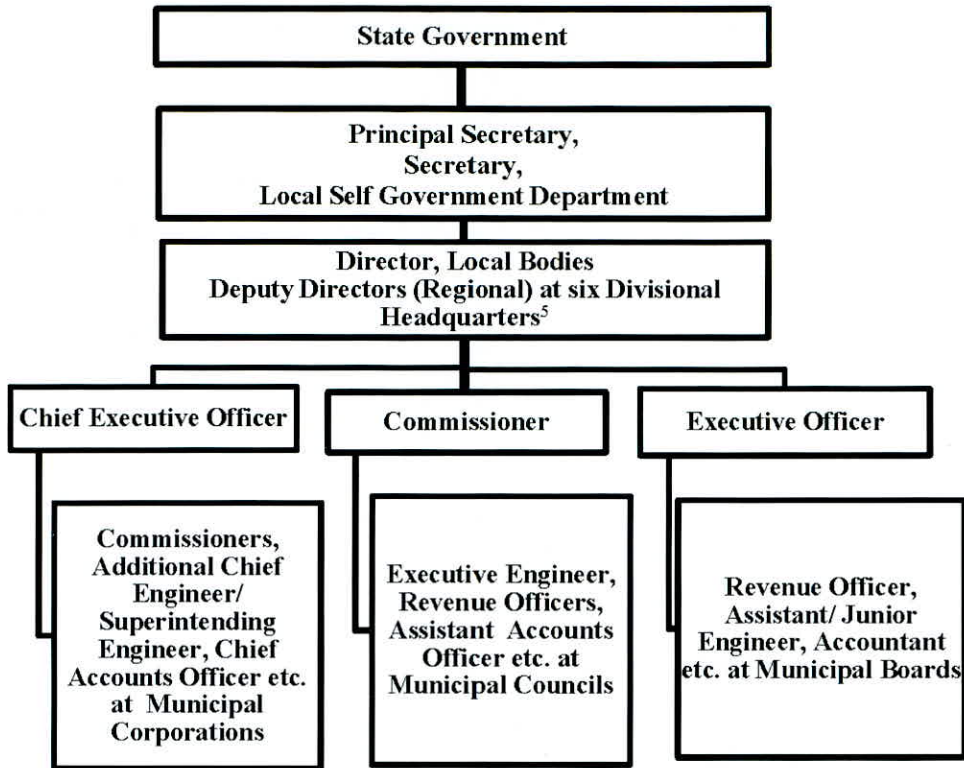 State Government
Principal Secretary,
Secretary,
Local Self Government Department
Director, Local Bodies
Deputy Directors (Regional) at six Divisional
Headquarters⁵
Chief Executive Officer
Commissioner
Executive Officer
Commissioners,
Additional Chief
Engineer/
Superintending
Engineer, Chief
Accounts Officer etc.
at Municipal
Corporations
Executive Engineer,
Revenue Officers,
Assistant Accounts
Officer etc. at
Municipal Councils
Revenue Officer,
Assistant/ Junior
Engineer, Accountant
etc. at Municipal Boards